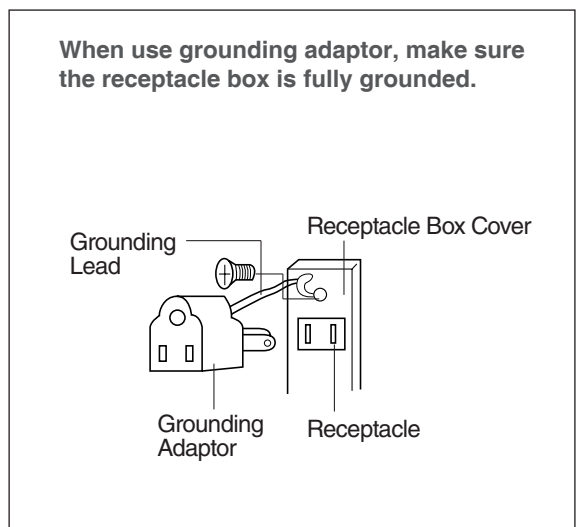 When use grounding adaptor, make sure
the receptacle box is fully grounded.
Receptacle Box Cover
Grounding
Lead
Grounding
Adaptor
Receptacle